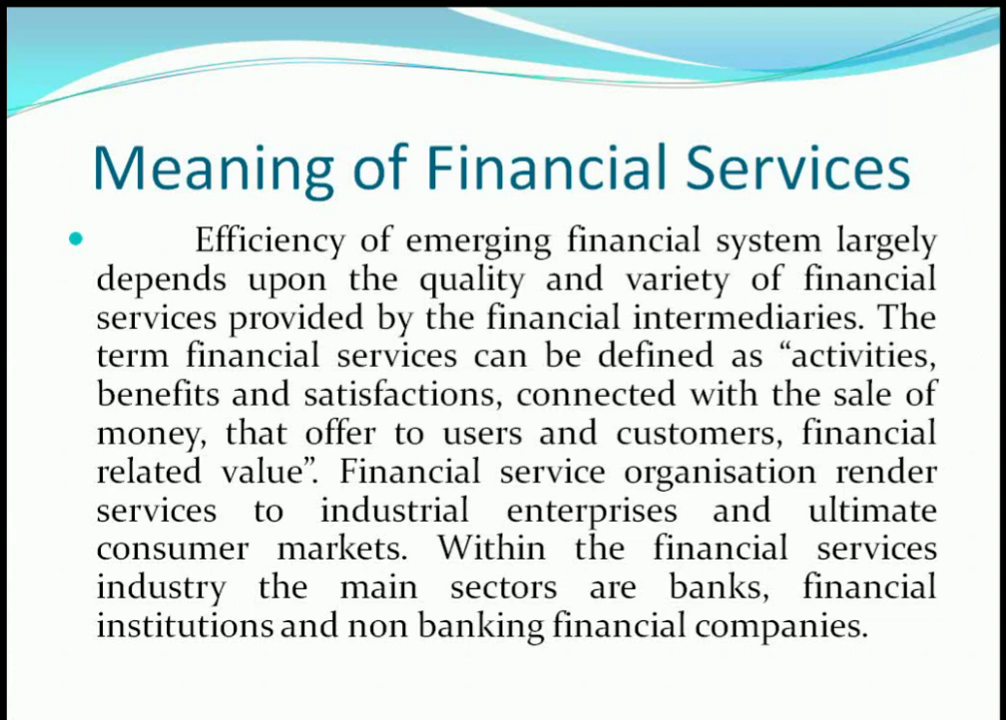 Meaning of Financial Services
• Efficiency of emerging financial system largely
depends upon the quality and variety of financial
services provided by the financial intermediaries. The
term financial services can be defined as “activities,
benefits and satisfactions, connected with the sale of
money, that offer to users and customers, financial
related value”. Financial service organisation render
services to industrial enterprises and ultimate
consumer markets. Within the financial services
industry the main sectors are banks, financial
institutions and non banking financial companies.